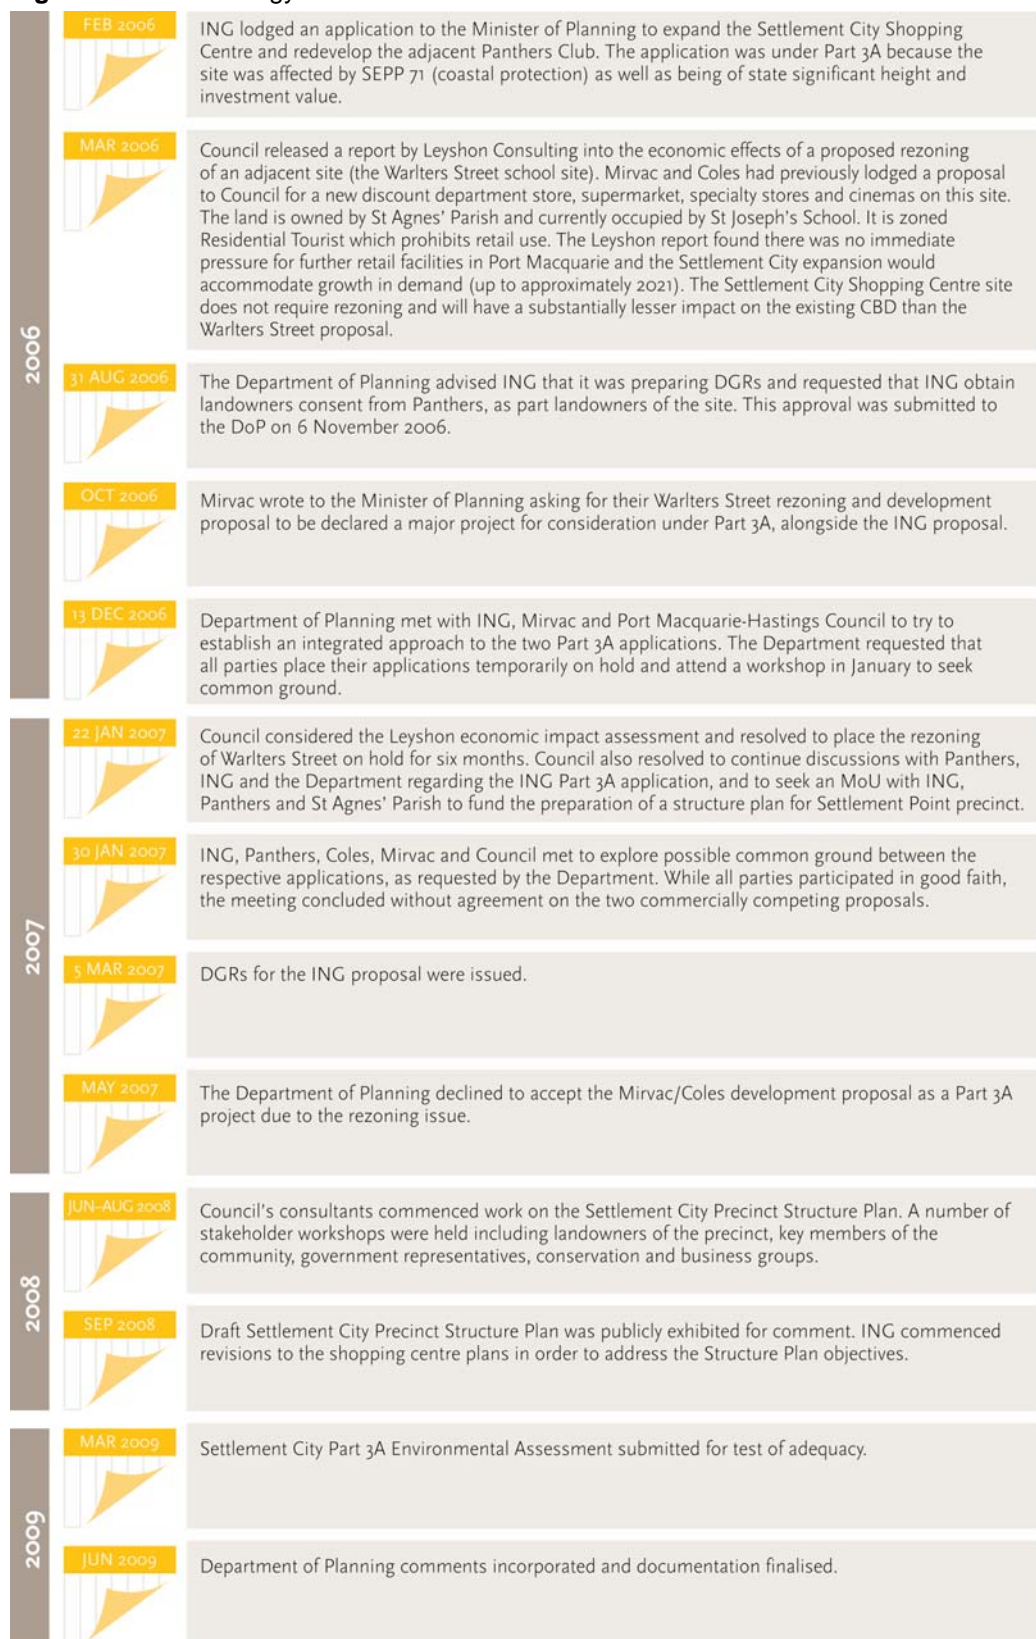 FEB 2006
ING lodged an application to the Minister of Planning to expand the Settlement City Shopping
Centre and redevelop the adjacent Panthers Club. The application was under Part 3A because the
site was affected by SEPP 71 (coastal protection) as well as being of state significant height and
investment value.
2006
MAR 2006
Council released a report by Leyshon Consulting into the economic effects of a proposed rezoning
of an adjacent site (the Warlters Street school site). Mirvac and Coles had previously lodged a proposal
to Council for a new discount department store, supermarket, specialty stores and cinemas on this site.
The land is owned by St Agnes' Parish and currently occupied by St Joseph's School. It is zoned
Residential Tourist which prohibits retail use. The Leyshon report found there was no immediate
pressure for further retail facilities in Port Macquarie and the Settlement City expansion would
accommodate growth in demand (up to approximately 2021). The Settlement City Shopping Centre site
does not require rezoning and will have a substantially lesser impact on the existing CBD than the
Warlters Street proposal.
31 AUG 2006
The Department of Planning advised ING that it was preparing DGRs and requested that ING obtain
landowners consent from Panthers, as part landowners of the site. This approval was submitted to
the DoP on 6 November 2006.
OCT 2006
Mirvac wrote to the Minister of Planning asking for their Warlters Street rezoning and development
proposal to be declared a major project for consideration under Part 3A, alongside the ING proposal.
13 DEC 2006
Department of Planning met with ING, Mirvac and Port Macquarie-Hastings Council to try to
establish an integrated approach to the two Part 3A applications. The Department requested that
all parties place their applications temporarily on hold and attend a workshop in January to seek
common ground.
2007
22 JAN 2007
Council considered the Leyshon economic impact assessment and resolved to place the rezoning
of Warlters Street on hold for six months. Council also resolved to continue discussions with Panthers,
ING and the Department regarding the ING Part 3A application, and to seek an MoU with ING,
Panthers and St Agnes' Parish to fund the preparation of a structure plan for Settlement Point precinct.
30 JAN 2007
ING, Panthers, Coles, Mirvac and Council met to explore possible common ground between the
respective applications, as requested by the Department. While all parties participated in good faith,
the meeting concluded without agreement on the two commercially competing proposals.
5 MAR 2007
DGRs for the ING proposal were issued.
MAY 2007
The Department of Planning declined to accept the Mirvac/Coles development proposal as a Part 3A
project due to the rezoning issue.
2008
JUN–AUG 2008
Council's consultants commenced work on the Settlement City Precinct Structure Plan. A number of
stakeholder workshops were held including landowners of the precinct, key members of the
community, government representatives, conservation and business groups.
SEP 2008
Draft Settlement City Precinct Structure Plan was publicly exhibited for comment. ING commenced
revisions to the shopping centre plans in order to address the Structure Plan objectives.
2009
MAR 2009
Settlement City Part 3A Environmental Assessment submitted for test of adequacy.
JUN 2009
Department of Planning comments incorporated and documentation finalised.